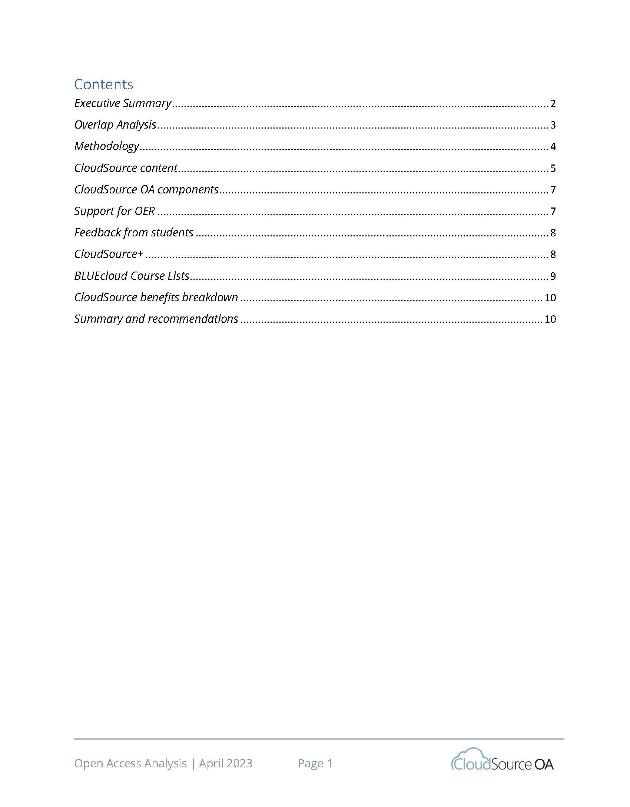 Contents
Executive Summary 2
Overlap Analysis 3
Methodology 4
CloudSource content 5
CloudSource OA components 7
Support for OER 7
Feedback from students 8
CloudSource+ 8
BLUEcloud Course Lists 9
CloudSource benefits breakdown 10
Summary and recommendations 10
Open Access Analysis | April 2023 Page 1 CloudSource OA